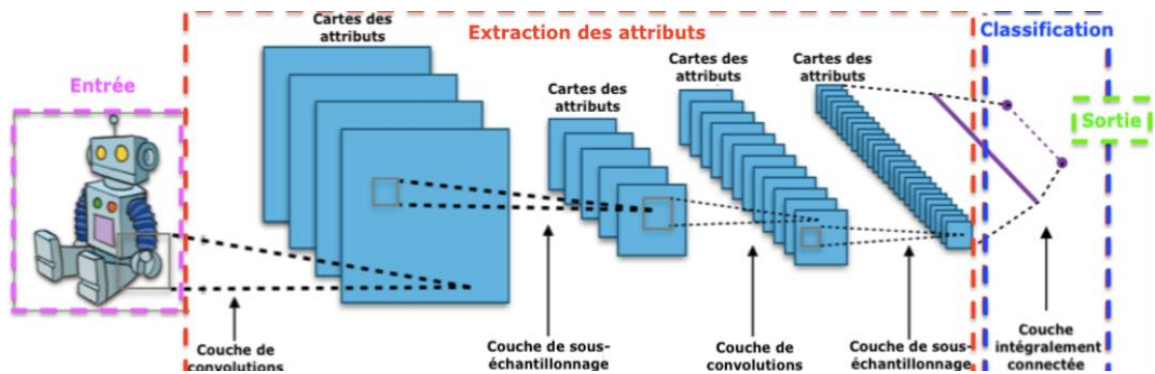 Cartes des
attributs
Extraction des attributs
Classification
Entrée
Cartes des
attributs
Cartes des
attributs
Cartes des
attributs
Sortie
Couche de
convolutions
Couche de sous-
échantillonnage
Couche de
convolutions
Couche de sous-
échantillonnage
Couche
intégralement
connectée